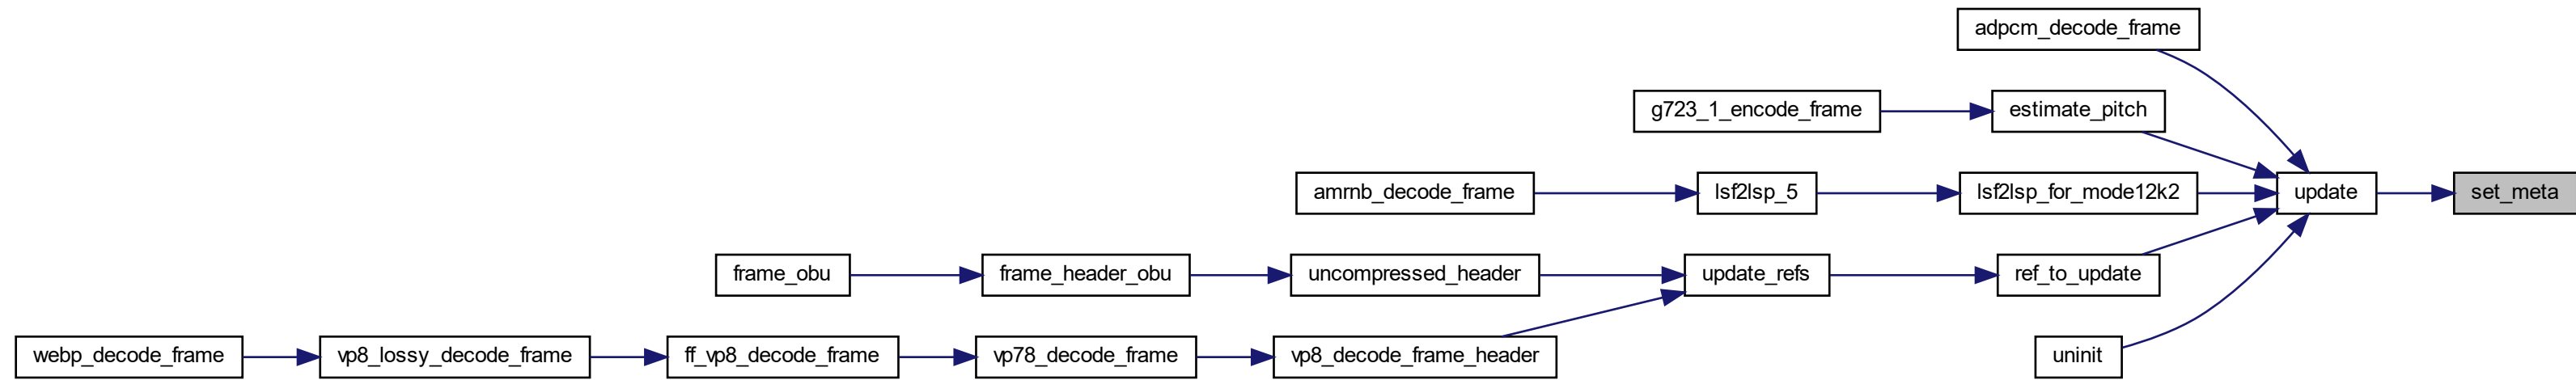 adpcm_decode_frame
g723_1_encode_frame
estimate_pitch
amrnb_decode_frame
lsf2lsp_5
lsf2lsp_for_mode12k2
update
set_meta
frame_obu
frame_header_obu
uncompressed_header
update_refs
ref_to_update
webp_decode_frame
vp8_lossy_decode_frame
ff_vp8_decode_frame
vp78_decode_frame
vp8_decode_frame_header
uninit